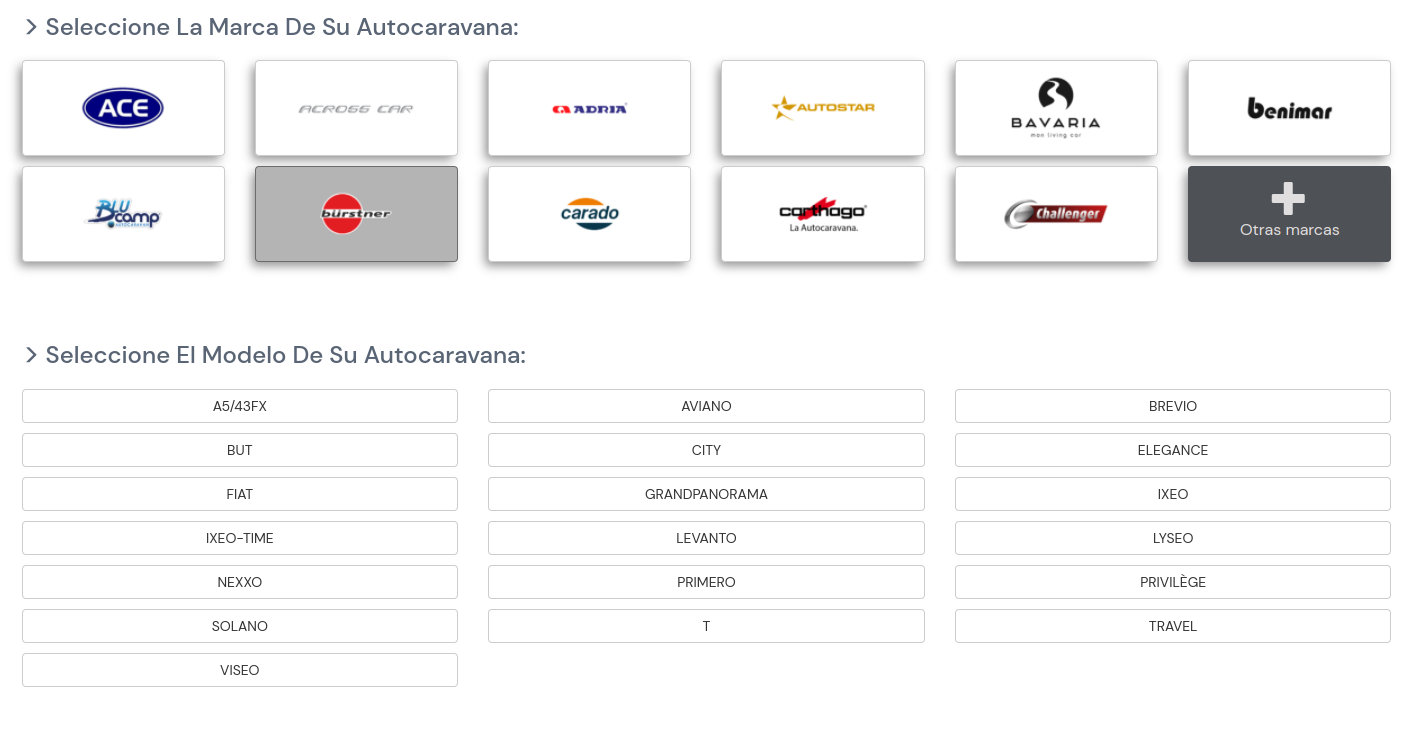 Seleccione La Marca De Su Autocaravana:
ACE
ACROSS CAR
ADRIA
AUTOSTAR
BAVARIA
man living car
benimar
BLU
camp
AUTOCARAVAN
bürstner
carado
carthago
La Autocaravana.
Challenger
Otras marcas
Seleccione El Modelo De Su Autocaravana:
A5/43FX
AVIANO
BREVIO
BUT
CITY
ELEGANCE
FIAT
GRANDPANORAMA
IXEO
IXEO-TIME
LEVANTO
LYSEO
NEXXO
PRIMERO
PRIVILÈGE
SOLANO
T
TRAVEL
VISEO